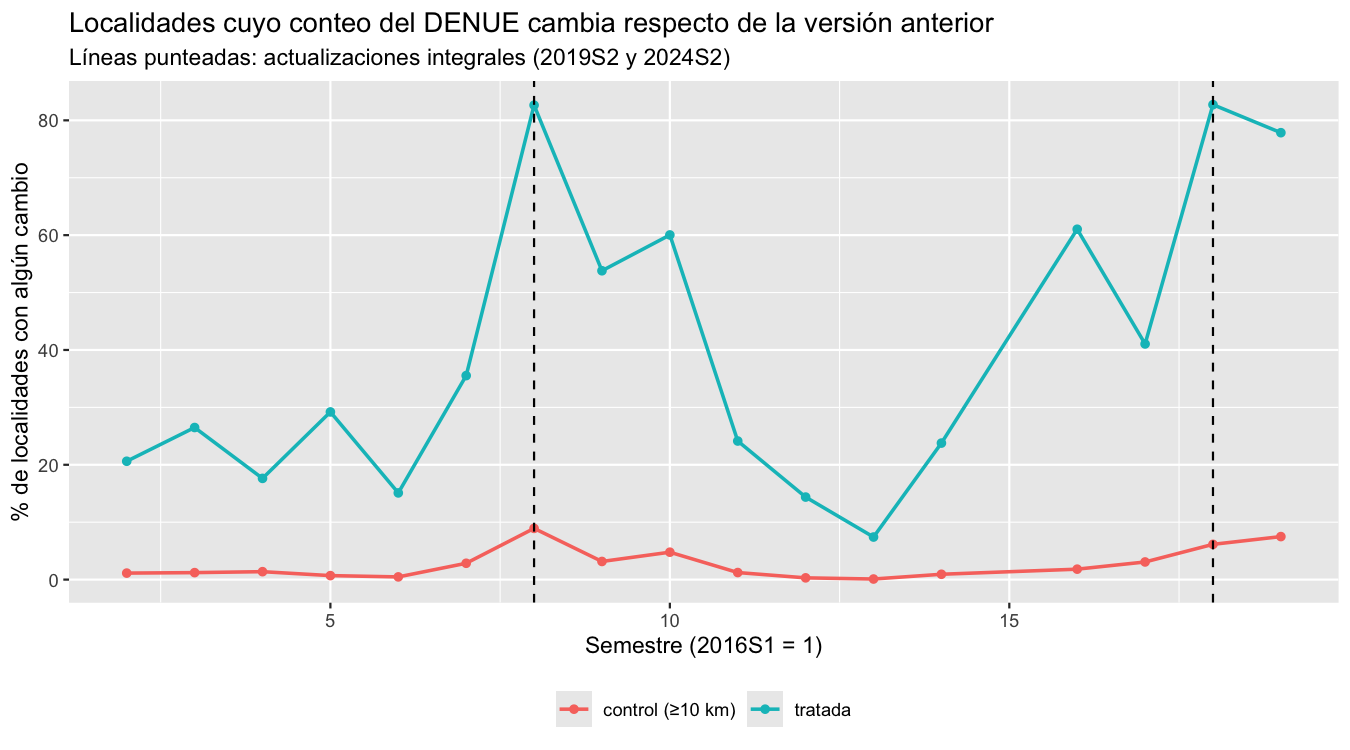 Localidades cuyo conteo del DENUE cambia respecto de la versión anterior
Líneas punteadas: actualizaciones integrales (2019S2 y 2024S2)
% de localidades con algún cambio
80
60
40
20
0
5
10
15
Semestre (2016S1 = 1)
control (≥10 km)
tratada